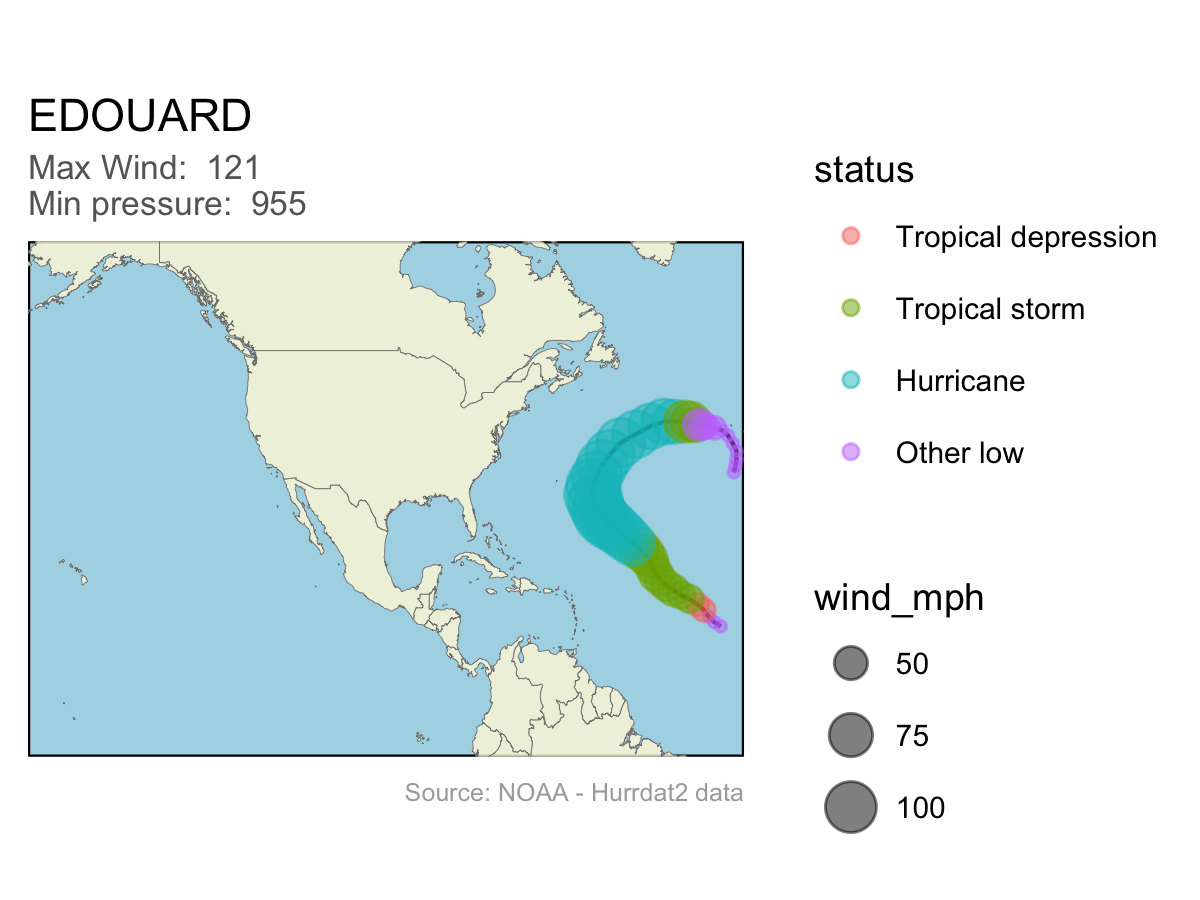 EDOUARD
Max Wind:  121
Min pressure:  955
status
Tropical depression
Tropical storm
Hurricane
Other low
wind_mph
50
75
100
Source: NOAA - Hurrdat2 data